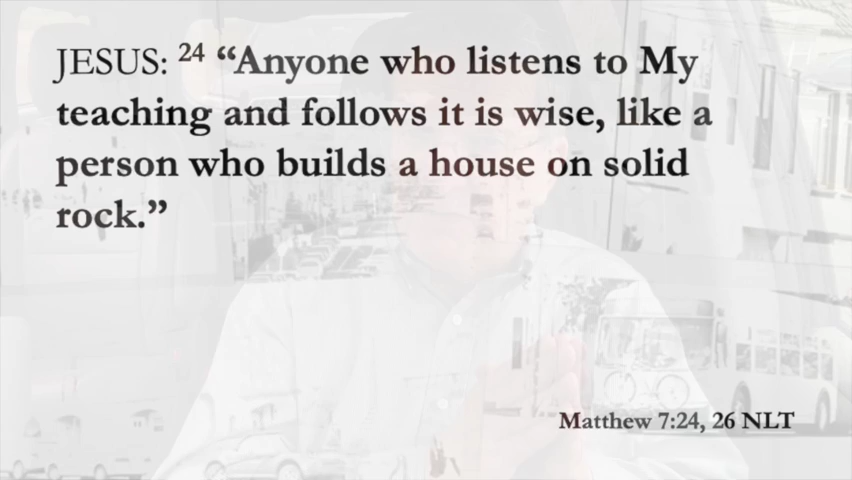 JESUS: 24 “Anyone who listens to My
teaching and follows it is wise, like a
person who builds a house on solid
rock.”
Matthew 7:24, 26 NLT